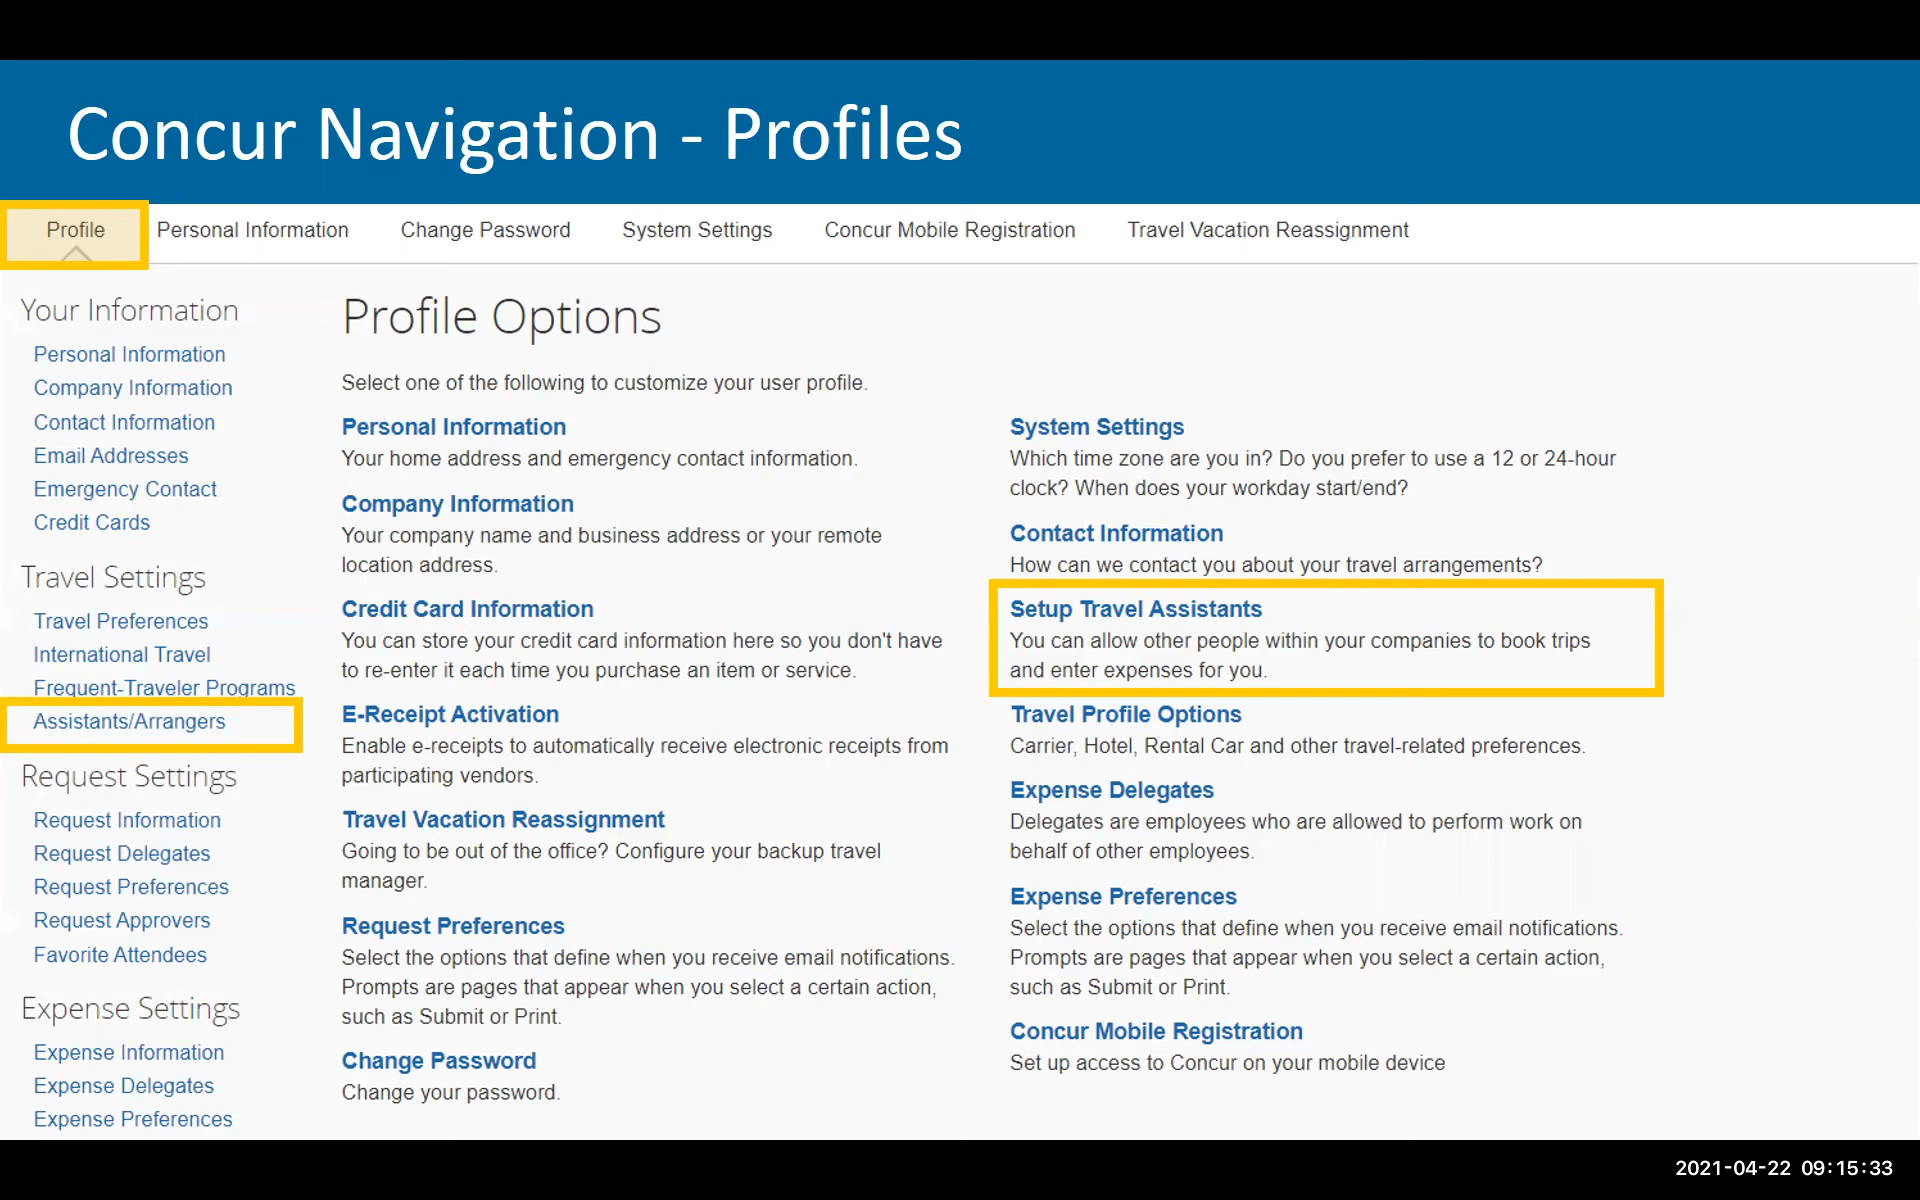 Concur Navigation - Profiles
Profile
Personal Information
Change Password
System Settings
Concur Mobile Registration
Travel Vacation Reassignment
Your Information
Personal Information
Company Information
Contact Information
Email Addresses
Emergency Contact
Credit Cards
Travel Settings
Travel Preferences
International Travel
Frequent-Traveler Programs
Assistants/Arrangers
Request Settings
Request Information
Request Delegates
Request Preferences
Request Approvers
Favorite Attendees
Expense Settings
Expense Information
Expense Delegates
Expense Preferences
Profile Options
Select one of the following to customize your user profile.
Personal Information
Your home address and emergency contact information.
Company Information
Your company name and business address or your remote
location address.
Credit Card Information
You can store your credit card information here so you don't have
to re-enter it each time you purchase an item or service.
E-Receipt Activation
Enable e-receipts to automatically receive electronic receipts from
participating vendors.
Travel Vacation Reassignment
Going to be out of the office? Configure your backup travel
manager.
Request Preferences
Select the options that define when you receive email notifications.
Prompts are pages that appear when you select a certain action,
such as Submit or Print.
Change Password
Change your password.
System Settings
Which time zone are you in? Do you prefer to use a 12 or 24-hour
clock? When does your workday start/end?
Contact Information
How can we contact you about your travel arrangements?
Setup Travel Assistants
You can allow other people within your companies to book trips
and enter expenses for you.
Travel Profile Options
Carrier, Hotel, Rental Car and other travel-related preferences.
Expense Delegates
Delegates are employees who are allowed to perform work on
behalf of other employees.
Expense Preferences
Select the options that define when you receive email notifications.
Prompts are pages that appear when you select a certain action,
such as Submit or Print.
Concur Mobile Registration
Set up access to Concur on your mobile device
2021-04-22 09:15:33